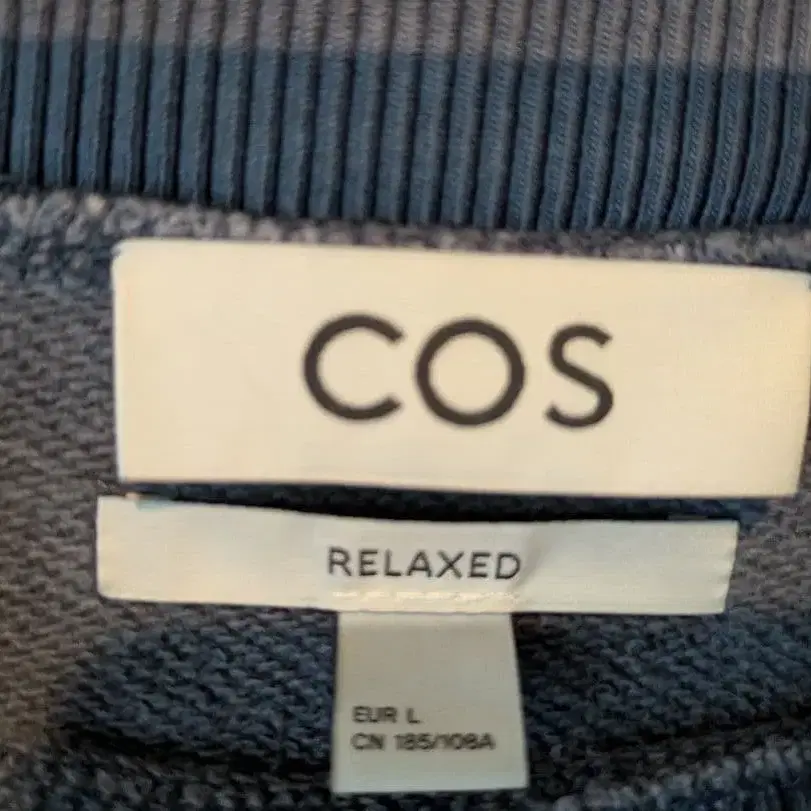 COS
RELAXED
EUR L
CN 185/108A